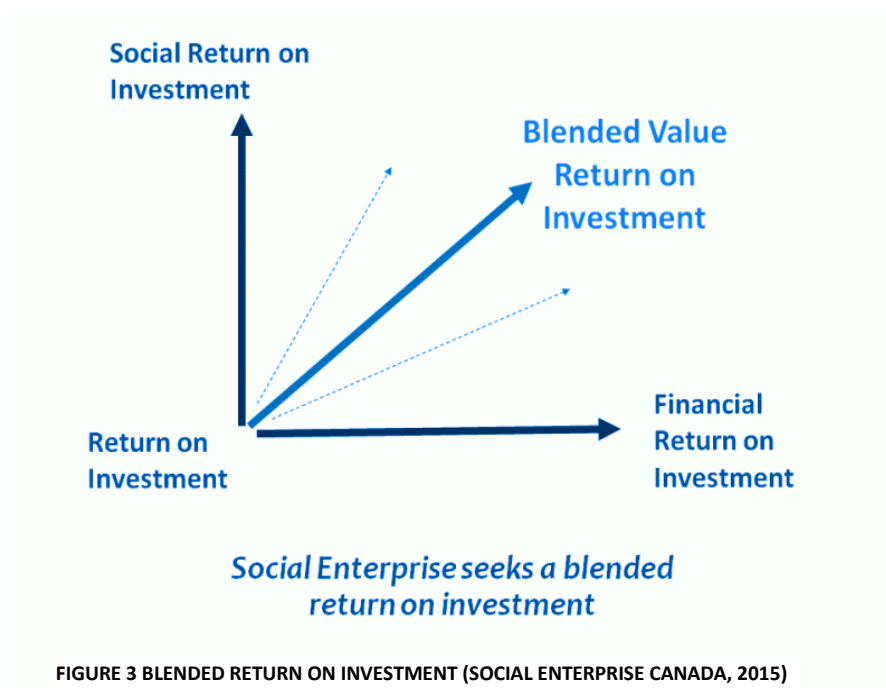 Social Return on
Investment
Blended Value
Return on
Investment
Financial
Return on
Investment
Return on
Investment
Social Enterprise seeks a blended
return on investment
FIGURE 3 BLENDED RETURN ON INVESTMENT (SOCIAL ENTERPRISE CANADA, 2015)